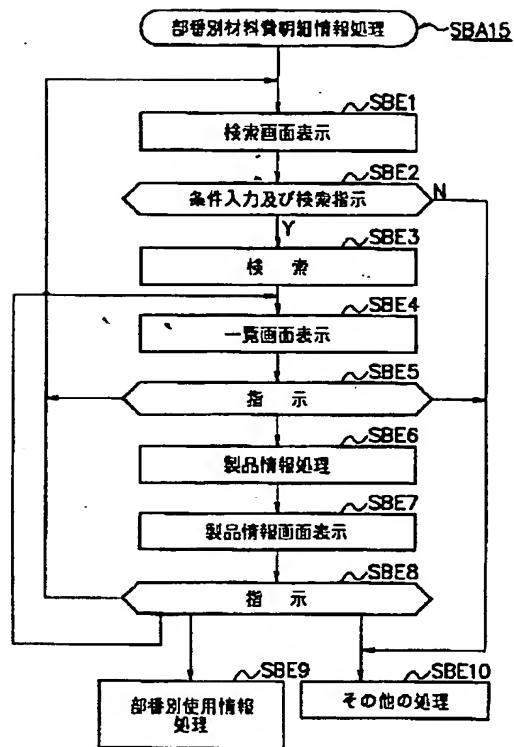 部番別材料費明細情報処理
SBA15
SBE1
検索画面表示
SBE2
条件入力及び検索指示
N
Y
SBE3
検 索
SBE4
一覧画面表示
SBE5
指 示
SBE6
製品情報処理
SBE7
製品情報画面表示
SBE8
指 示
SBE9
部番別使用情報
処理
SBE10
その他の処理